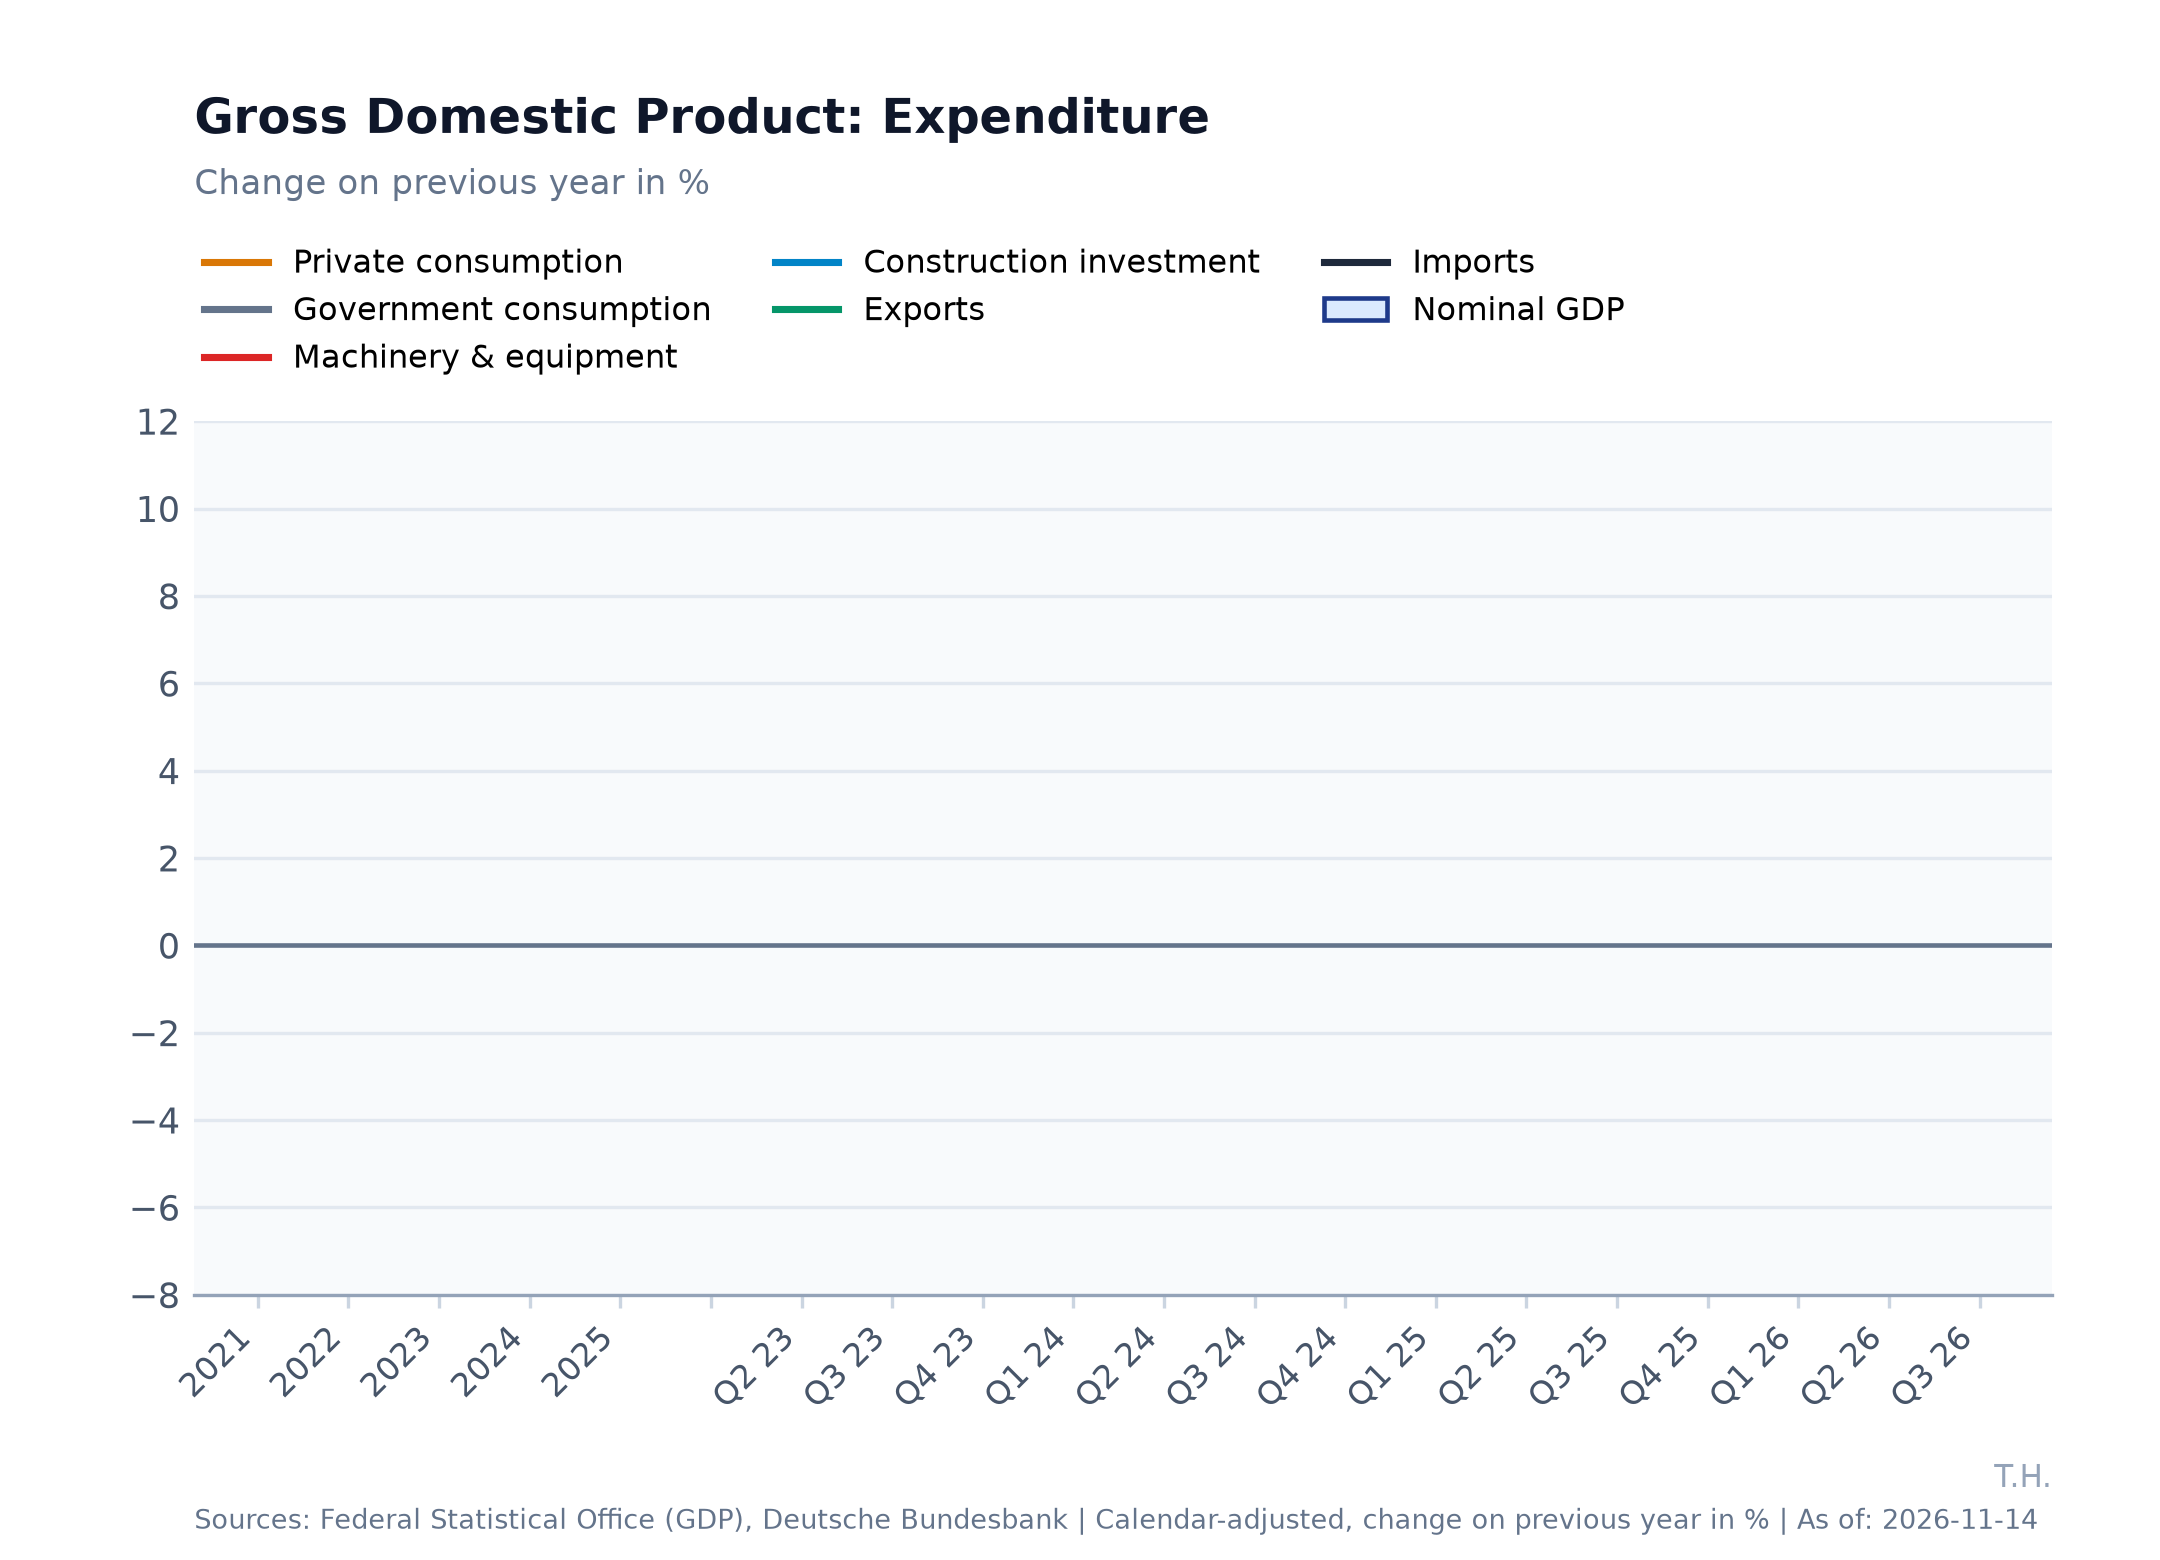 Gross Domestic Product: Expenditure
Change on previous year in %
Private consumption
Construction investment
Imports
Government consumption
Exports
Nominal GDP
Machinery & equipment
12
10
8
6
4
2
0
−2
−4
−6
−8
2021
2022
2023
2024
2025
Q2 23
Q3 23
Q4 23
Q1 24
Q2 24
Q3 24
Q4 24
Q1 25
Q2 25
Q3 25
Q4 25
Q1 26
Q2 26
Q3 26
T.H.
Sources: Federal Statistical Office (GDP), Deutsche Bundesbank | Calendar-adjusted, change on previous year in % | As of: 2026-11-14